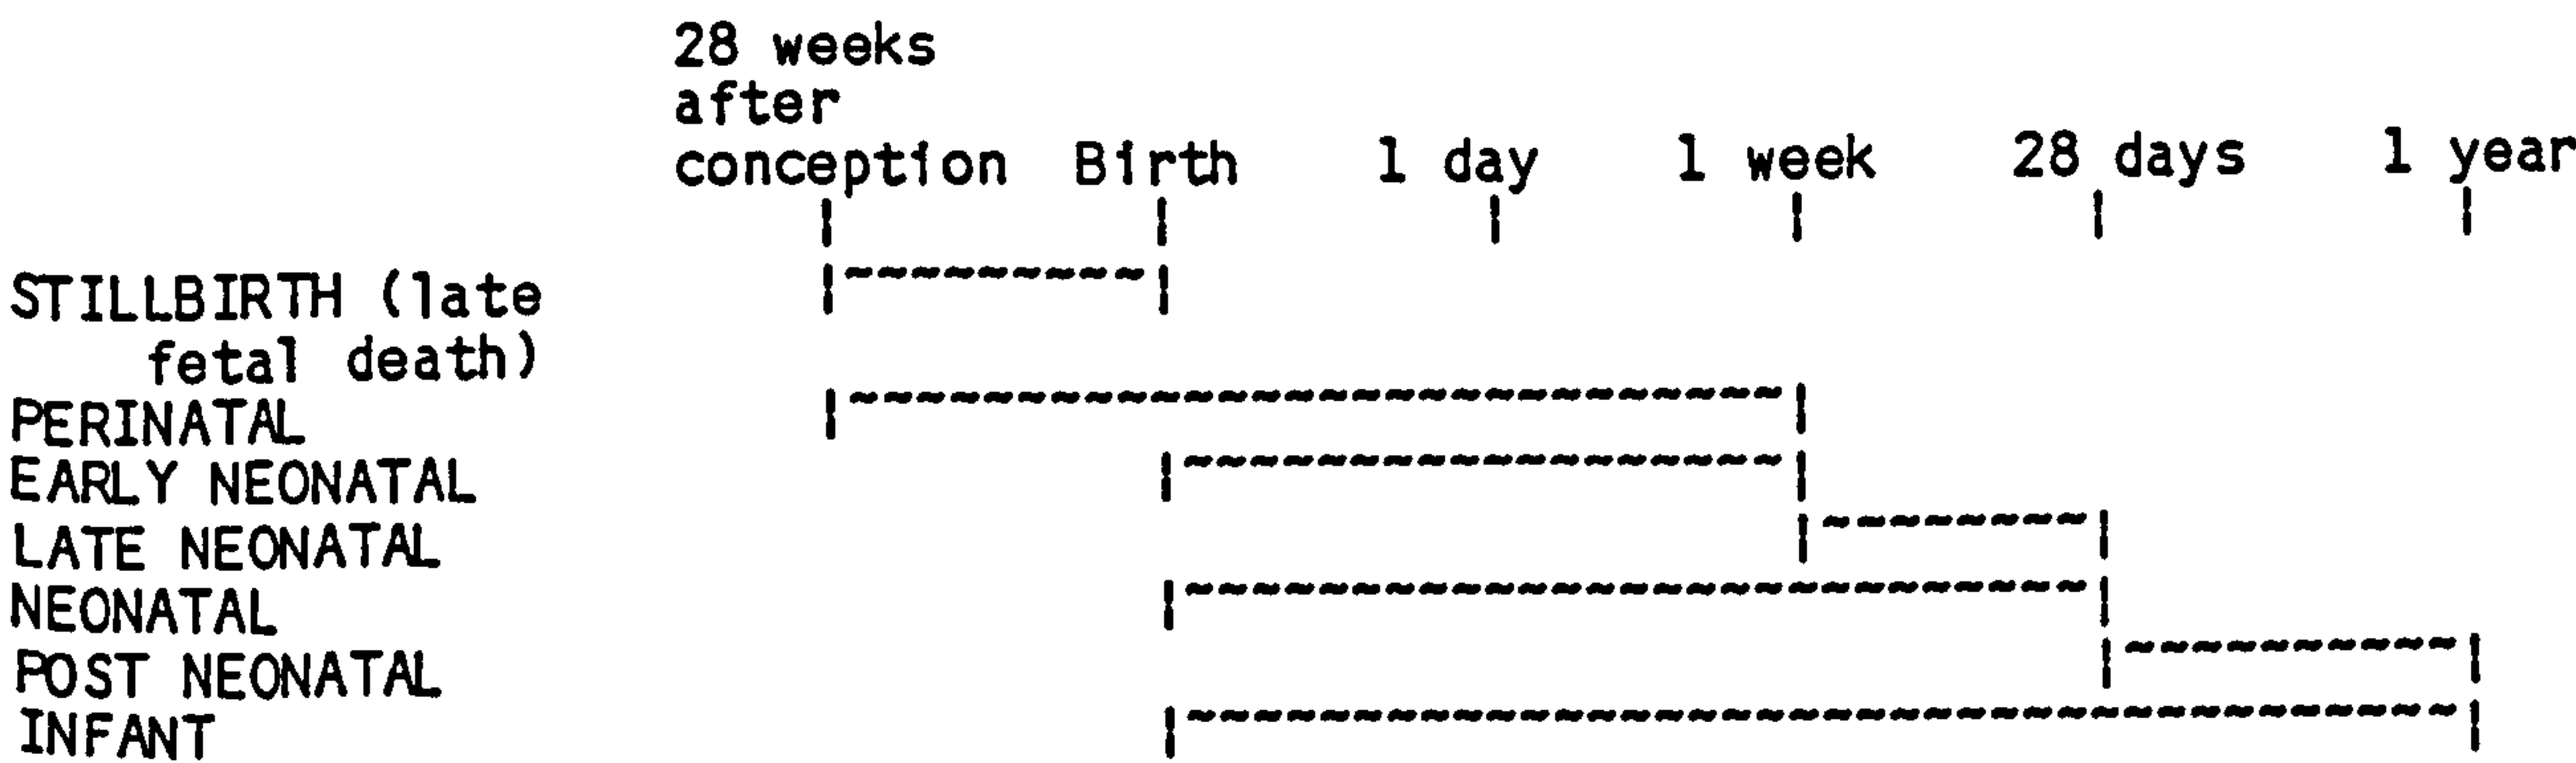 28 weeks
after
conception Birth 1 day 1 week 28 days 1 year
STILLBIRTH (late
fetal death)
PERINATAL
EARLY NEONATAL
LATE NEONATAL
NEONATAL
POST NEONATAL
INFANT